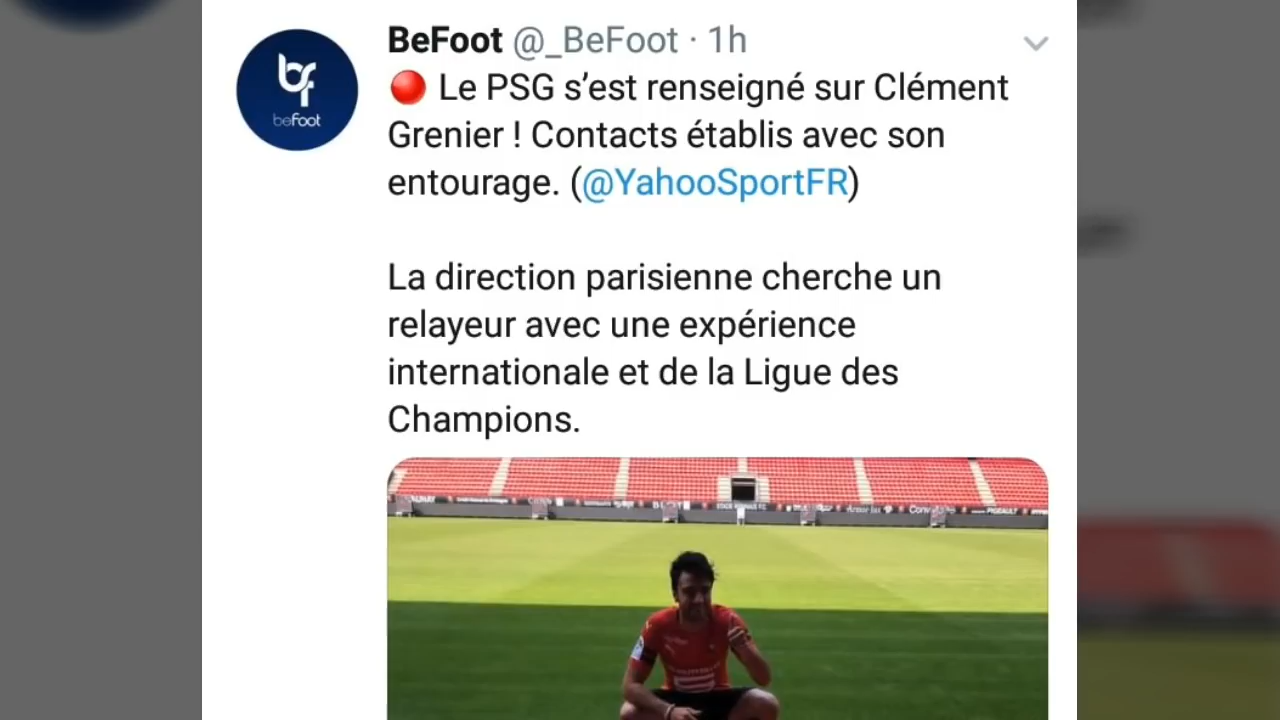 BeFoot @_BeFoot · 1h
🔴 Le PSG s’est renseigné sur Clément
Grenier ! Contacts établis avec son
entourage. (@YahooSportFR)
La direction parisienne cherche un
relayeur avec une expérience
internationale et de la Ligue des
Champions.
bf
befoot